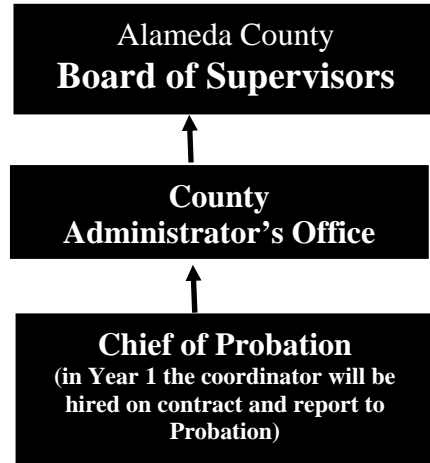 Alameda County
Board of Supervisors
County
Administrator’s Office
Chief of Probation
(in Year 1 the coordinator will be
hired on contract and report to
Probation)